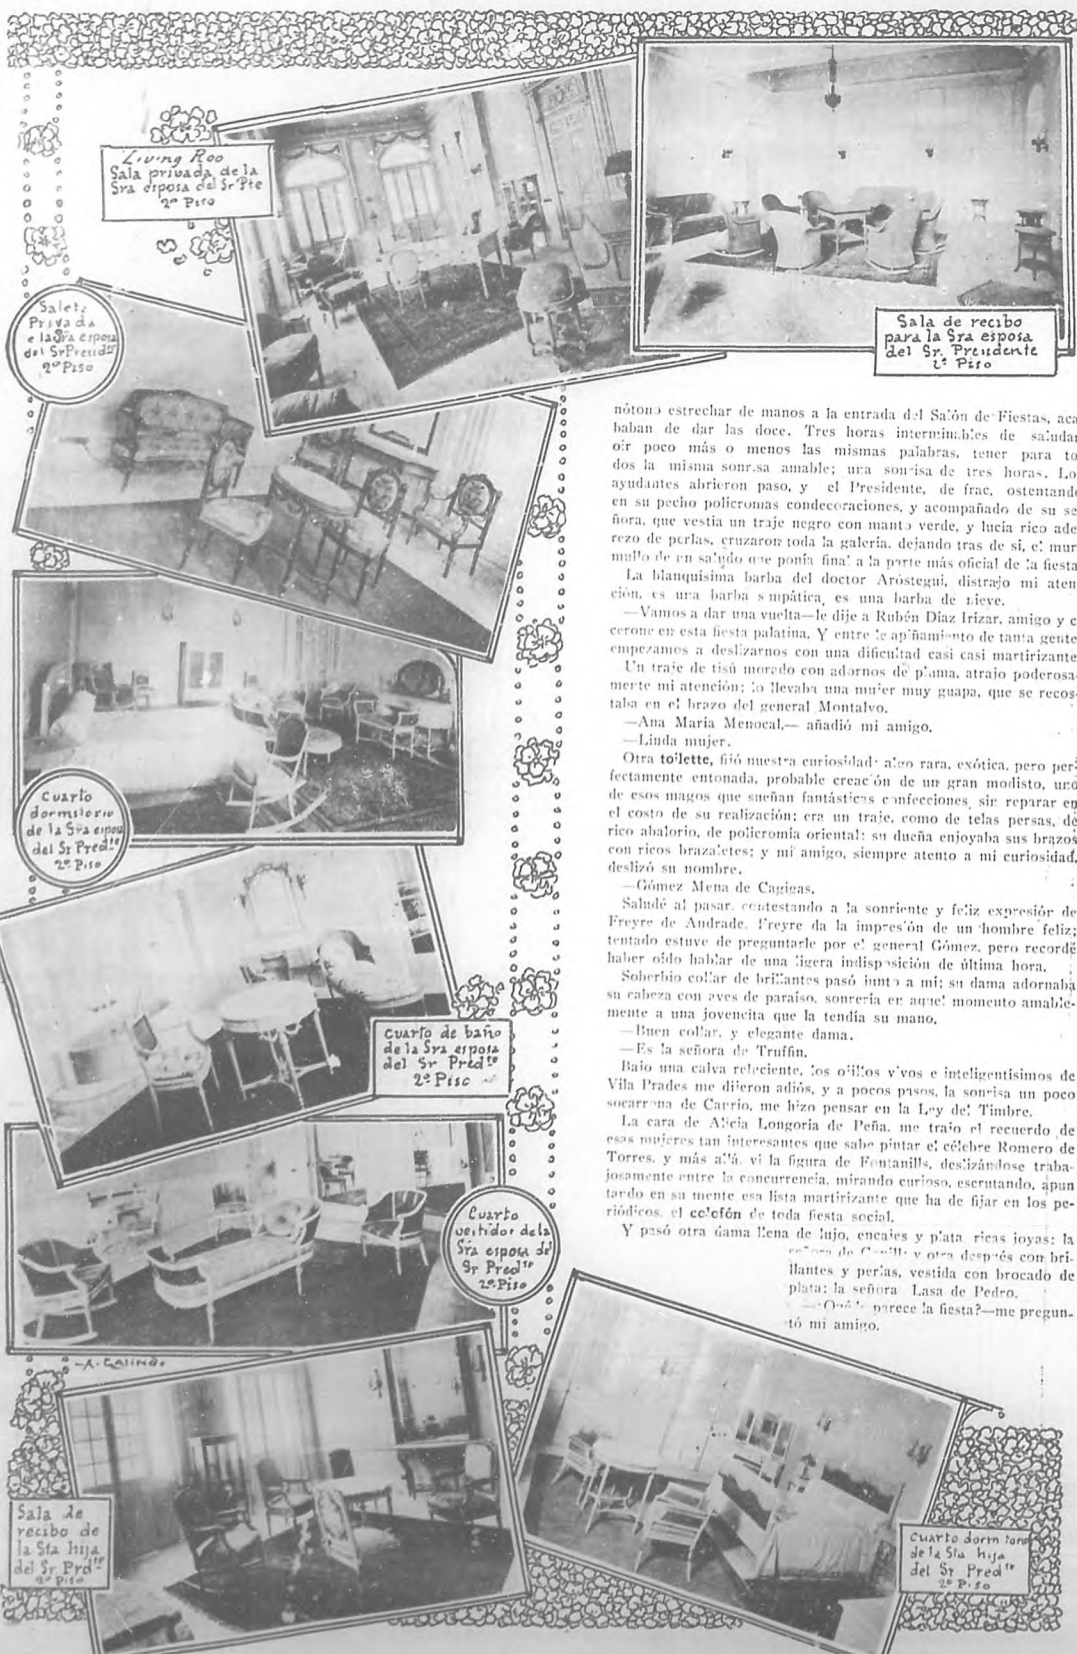 Living Roo
Sala privada de la
Sra esposa del Sr Pte
2º Piso
Sala de recibo
para la Sra esposa
del Sr. Presidente
2º Piso
Saleta
Privada
e la Sra esposa
del Sr Presidte
2º Piso
Cuarto
dormitorio
de la Sra esposa
del Sr Predte
2º Piso
Cuarto de baño
de la Sra esposa
del Sr Predte
2º Piso
Cuarto
vestidor de la
Sra esposa del
Sr Predte
2º Piso
-A-GALINDO
Sala de
recibo de
la Sta hija
del Sr Prdte
2º Piso
Cuarto dormitorio
de la Sta hija
del Sr Predte
2º Piso
nótono estrechar de manos a la entrada del Salón de Fiestas, aca
baban de dar las doce. Tres horas interminables de saludar
oir poco más o menos las mismas palabras, tener para to
dos la misma sonrisa amable; una sonrisa de tres horas. Lo
ayudantes abrieron paso, y el Presidente, de frac, ostentando
en su pecho policromas condecoraciones, y acompañado de su se
ñora, que vestia un traje negro con manto verde, y lucía rico ade
rezo de perlas, cruzaron toda la galería, dejando tras de si, el mur
mullo de un saludo que ponía final a la parte más oficial de la fiesta
La blanquisima barba del doctor Aróstegui, distrajo mi aten
ción, es una barba simpática, es una barba de nieve.
—Vamos a dar una vuelta—le dije a Rubén Diaz Irizar, amigo y c
cerone en esta fiesta palatina. Y entre le apiñamiento de tanta gente
empezamos a deslizarnos con una dificultad casi casi martirizante
Un traje de tisú morado con adornos de pluma, atrajo poderosa-
mente mi atención; lo llevaba una mujer muy guapa, que se recos-
taba en el brazo del general Montalvo.
—Ana Maria Menocal,— añadió mi amigo.
—Linda mujer.
Otra toilette, fijó nuestra curiosidad: algo rara, exótica, pero per-
fectamente entonada, probable creación de un gran modisto, uno
de esos magos que sueñan fantásticas confecciones, sin reparar en
el costo de su realización; era un traje, como de telas persas, de
rico abalorio, de policromía oriental: su dueña enjoyaba sus brazos
con ricos brazaletes; y mi amigo, siempre atento a mi curiosidad,
deslizó su nombre.
—Gómez Mena de Cagigas.
Saludé al pasar, contestando a la sonriente y feliz expresión de
Freyre de Andrade. Freyre da la impresión de un hombre feliz;
tentado estuve de preguntarle por el general Gómez, pero recordé
haber oído hablar de una ligera indisposición de última hora.
Soberbio collar de brillantes pasó junto a mi; su dama adornaba
su cabeza con aves de paraiso, sonreria en aquel momento amable-
mente a una jovencita que la tendía su mano.
—Buen collar, y elegante dama.
—Es la señora de Truffin.
Bajo una calva reluciente, los ojillos vivos e inteligentísimos de
Vila Prades me dijeron adiós, y a pocos pasos, la sonrisa un poco
socarrona de Carrio, me hizo pensar en la Ley del Timbre.
La cara de Alicia Longoria de Peña, me trajo el recuerdo de
esas mujeres tan interesantes que sabe pintar el célebre Romero de
Torres, y más allá, vi la figura de Fontanills, deslizándose traba-
josamente entre la concurrencia, mirando curioso, escrutando, apun
tando en su mente esa lista martirizante que ha de fijar en los pe-
riódicos, el colofón de toda fiesta social.
Y pasó otra dama llena de lujo, encajes y plata ricas joyas: la
señora de y otra después con bri-
llantes y perlas, vestida con brocado de
plata: la señora Lasa de Pedro.
—¿Qué le parece la fiesta?—me pregun-
tó mi amigo.